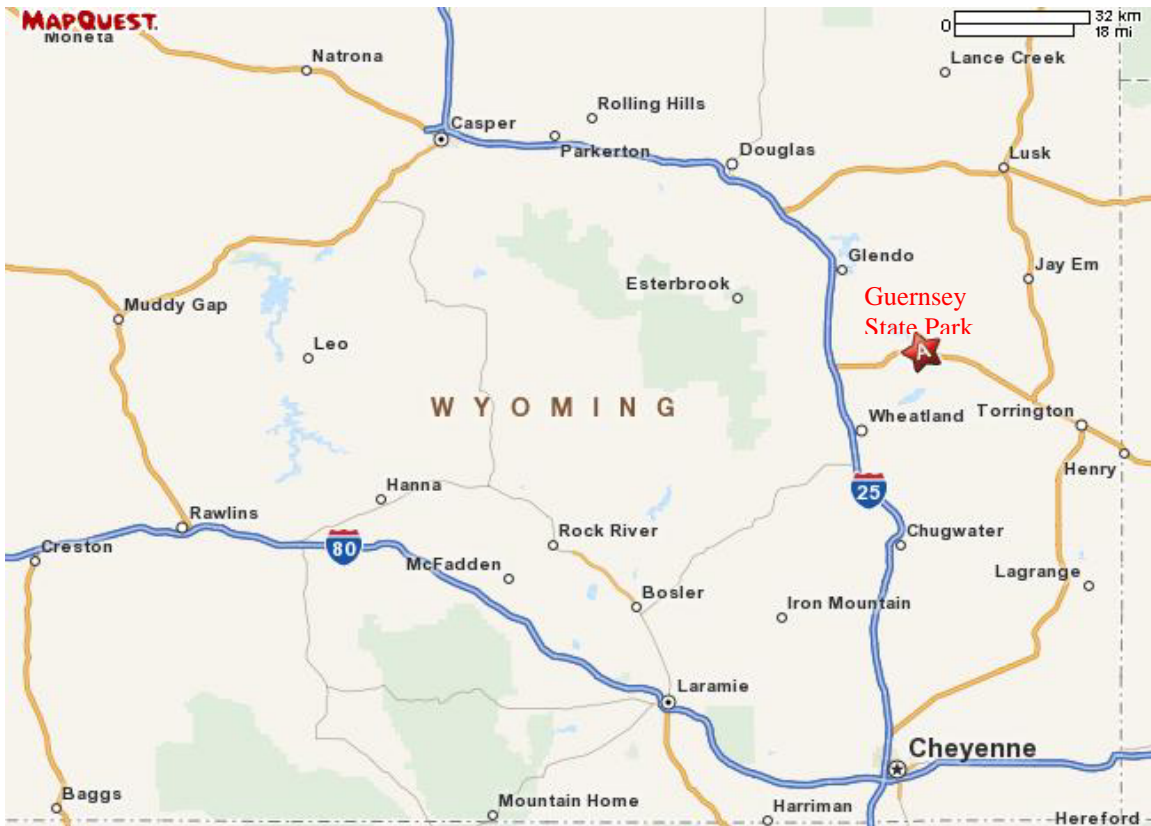 MAPQUEST.
32 km
0
18 mi
Moneta
Natrona
Lance Creek
Rolling Hills
Casper
Parkerton
Douglas
Lusk
Glendo
Jay Em
Esterbrook
Guernsey
State Park
Muddy Gap
Leo
A
WYOMING
Wheatland
Torrington
Henry
Hanna
25
Rawlins
Rock River
Chugwater
80
Creston
McFadden
Lagrange
Bosler
Iron Mountain
Laramie
Cheyenne
Baggs
Mountain Home
Harriman
Hereford